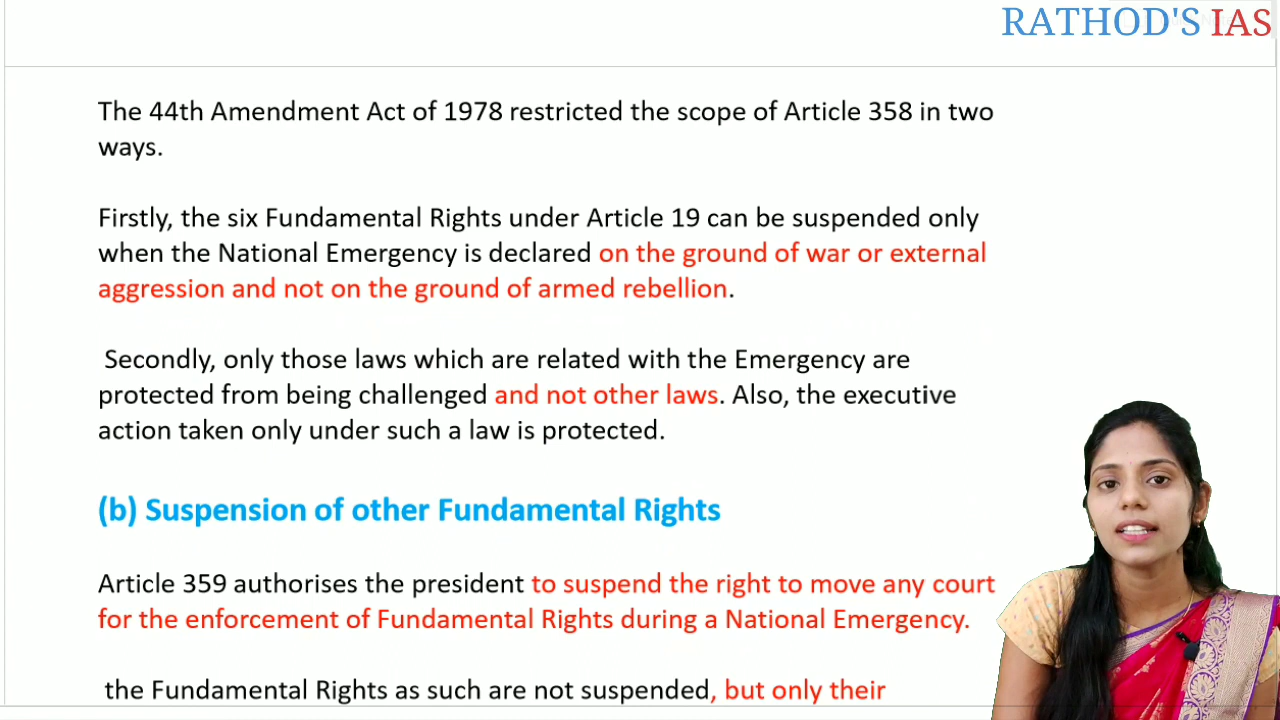 RATHOD'S IAS
The 44th Amendment Act of 1978 restricted the scope of Article 358 in two
ways.
Firstly, the six Fundamental Rights under Article 19 can be suspended only
when the National Emergency is declared on the ground of war or external
aggression and not on the ground of armed rebellion.
Secondly, only those laws which are related with the Emergency are
protected from being challenged and not other laws. Also, the executive
action taken only under such a law is protected.
(b) Suspension of other Fundamental Rights
Article 359 authorises the president to suspend the right to move any court
for the enforcement of Fundamental Rights during a National Emergency.
the Fundamental Rights as such are not suspended, but only their